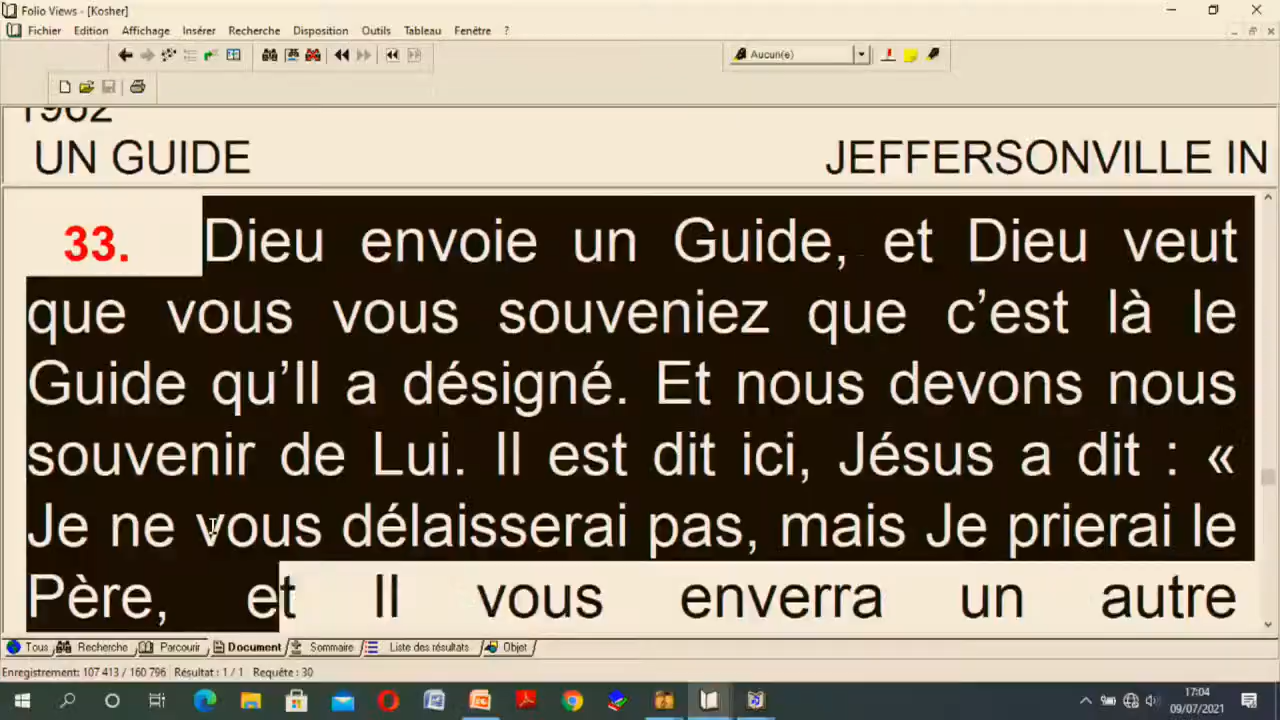 Folio Views - [Kosher]
Fichier Edition Affichage Insérer Recherche Disposition Outils Tableau Fenêtre ?
Aucun(e)
1962
UN GUIDE JEFFERSONVILLE IN
33. Dieu envoie un Guide, et Dieu veut
que vous vous souveniez que c’est là le
Guide qu’Il a désigné. Et nous devons nous
souvenir de Lui. Il est dit ici, Jésus a dit : «
Je ne vous délaisserai pas, mais Je prierai le
Père, et Il vous enverra un autre
Tous Recherche Parcourir Document Sommaire Liste des résultats Objet
Enregistrement: 107 413 / 160 796 Résultat : 1 / 1 Requête : 30
17:04
09/07/2021